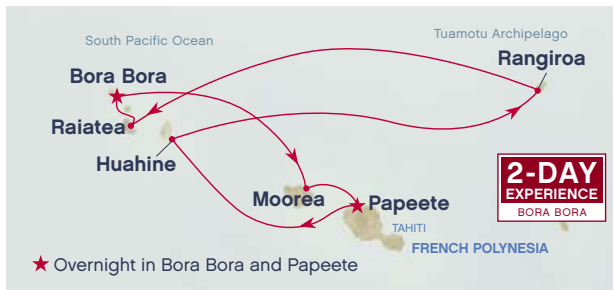 South Pacific Ocean
Tuamotu Archipelago
Rangiroa
Bora Bora
Raiatea
Huahine
2-DAY
EXPERIENCE
BORA BORA
Moorea
Papeete
TAHITI
FRENCH POLYNESIA
Overnight in Bora Bora and Papeete